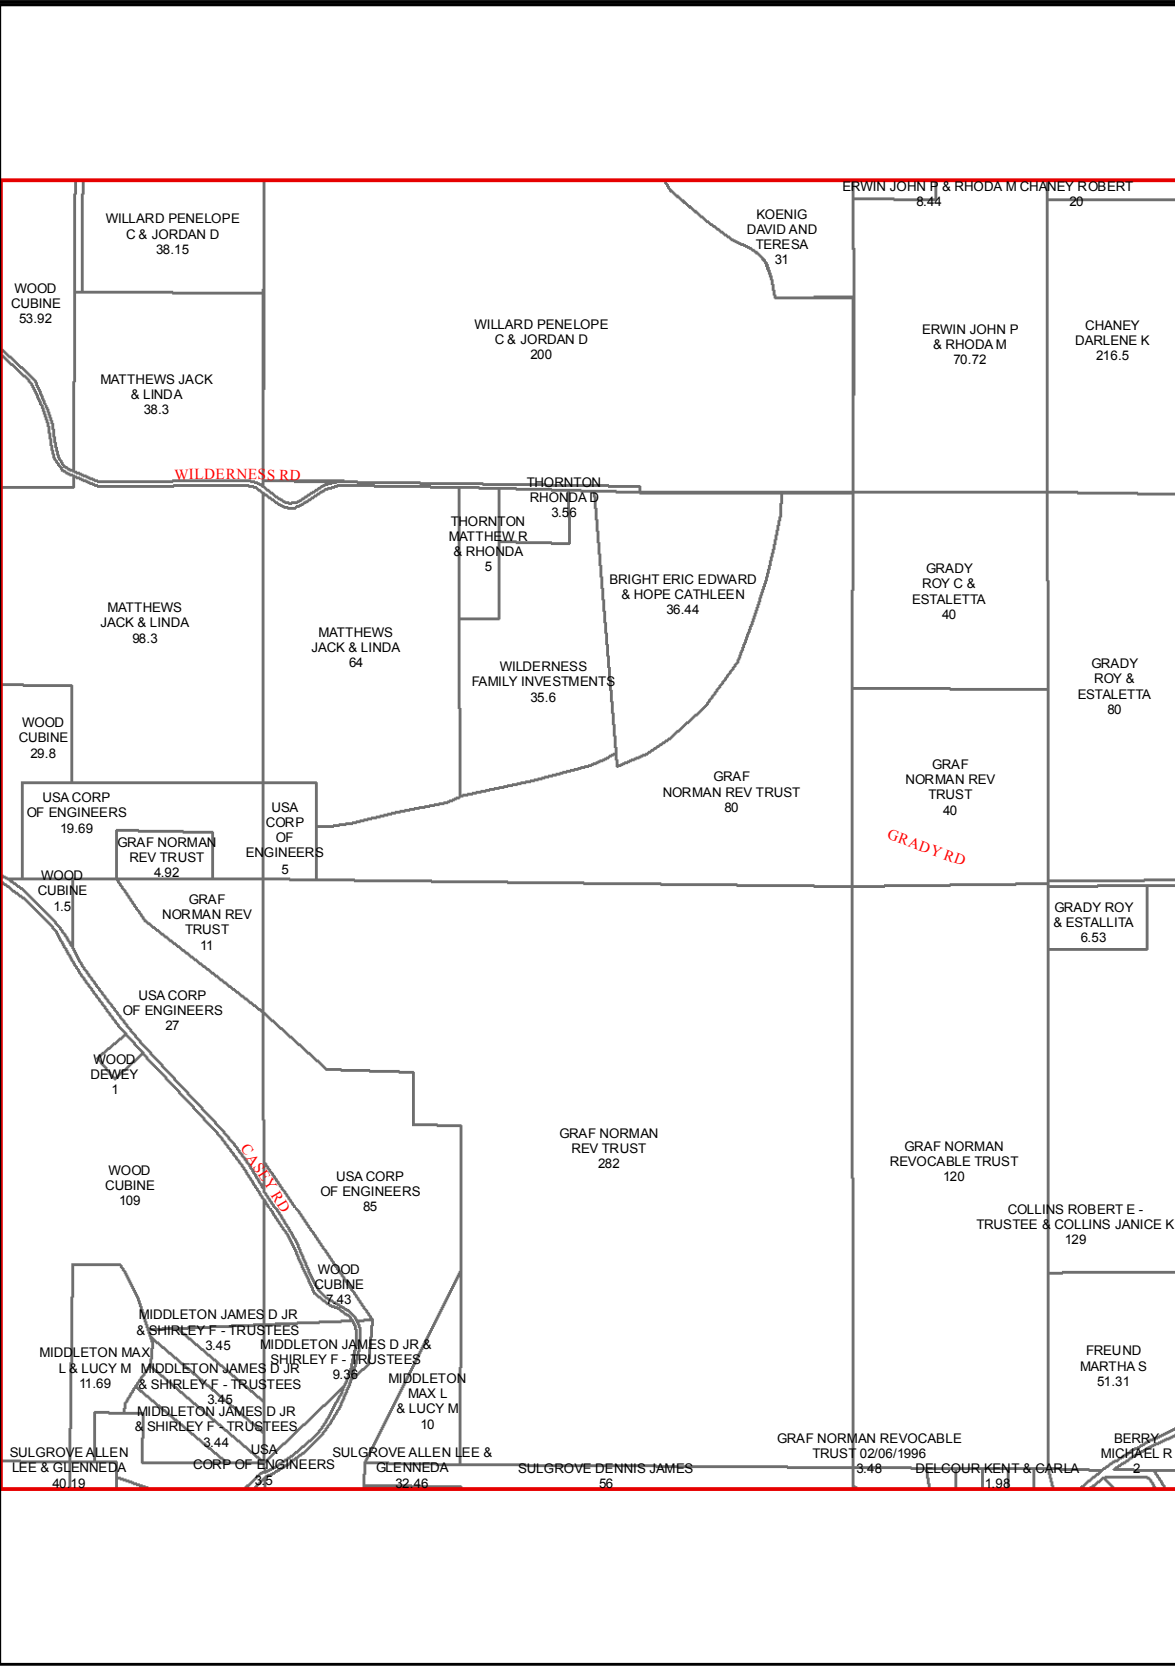 ERWIN JOHN P & RHODA M
8.44
CHANEY ROBERT
20
WILLARD PENELOPE
C & JORDAN D
38.15
KOENIG
DAVID AND
TERESA
31
WOOD
CUBINE
53.92
WILLARD PENELOPE
C & JORDAN D
200
ERWIN JOHN P
& RHODA M
70.72
CHANEY
DARLENE K
216.5
MATTHEWS JACK
& LINDA
38.3
WILDERNESS RD
THORNTON
RHONDA D
3.56
THORNTON
MATTHEW R
& RHONDA
5
BRIGHT ERIC EDWARD
& HOPE CATHLEEN
36.44
GRADY
ROY C &
ESTALETTA
40
MATTHEWS
JACK & LINDA
98.3
MATTHEWS
JACK & LINDA
64
WILDERNESS
FAMILY INVESTMENTS
35.6
GRADY
ROY &
ESTALETTA
80
WOOD
CUBINE
29.8
GRAF
NORMAN REV TRUST
80
GRAF
NORMAN REV
TRUST
40
USA CORP
OF ENGINEERS
19.69
USA
CORP
OF
ENGINEERS
5
GRAF NORMAN
REV TRUST
4.92
GRADY RD
WOOD
CUBINE
1.5
GRAF
NORMAN REV
TRUST
11
GRADY ROY
& ESTALLITA
6.53
USA CORP
OF ENGINEERS
27
WOOD
DEWEY
1
CASEY RD
GRAF NORMAN
REV TRUST
282
GRAF NORMAN
REVOCABLE TRUST
120
WOOD
CUBINE
109
USA CORP
OF ENGINEERS
85
COLLINS ROBERT E -
TRUSTEE & COLLINS JANICE K
129
WOOD
CUBINE
7.43
MIDDLETON JAMES D JR
& SHIRLEY F - TRUSTEES
3.45
MIDDLETON JAMES D JR &
SHIRLEY F - TRUSTEES
9.36
MIDDLETON MAX
L & LUCY M
11.69
MIDDLETON JAMES D JR
& SHIRLEY F - TRUSTEES
3.45
MIDDLETON
MAX L
& LUCY M
10
FREUND
MARTHA S
51.31
MIDDLETON JAMES D JR
& SHIRLEY F - TRUSTEES
3.44
SULGROVE ALLEN
LEE & GLENNEDA
40.19
USA
CORP OF ENGINEERS
3.5
SULGROVE ALLEN LEE &
GLENNEDA
32.46
SULGROVE DENNIS JAMES
56
GRAF NORMAN REVOCABLE
TRUST 02/06/1996
3.48
DELCOUR KENT & CARLA
1.98
BERRY
MICHAEL R
2